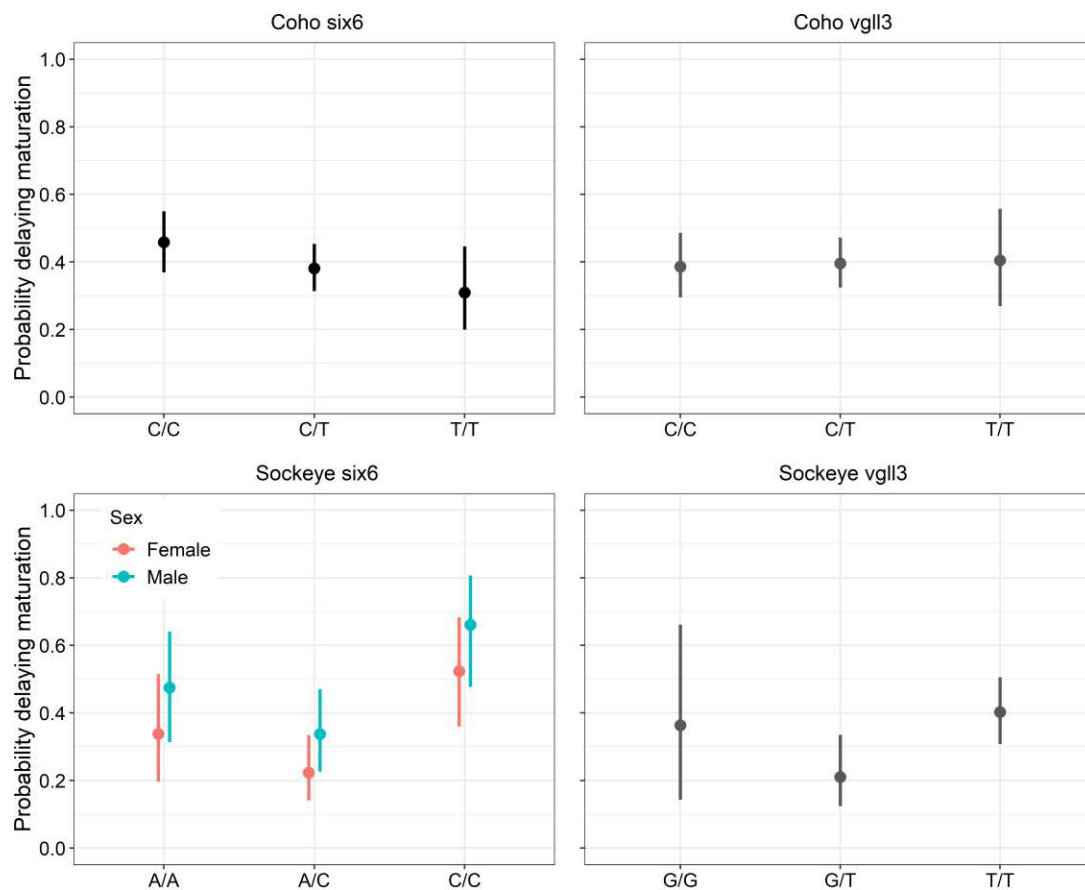 Coho six6
Coho vgll3
Probability delaying maturation
1.0
0.8
0.6
0.4
0.2
0.0
C/C C/T T/T
C/C C/T T/T
Sockeye six6
Sockeye vgll3
Probability delaying maturation
1.0
0.8
0.6
0.4
0.2
0.0
Sex
Female
Male
A/A A/C C/C
G/G G/T T/T